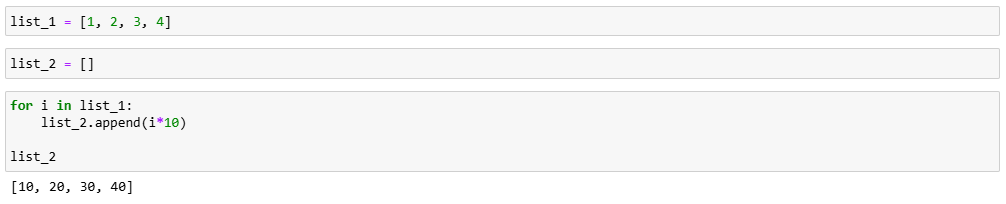 list_1 = [1, 2, 3, 4]
list_2 = []
for i in list_1:
    list_2.append(i*10)
list_2
[10, 20, 30, 40]